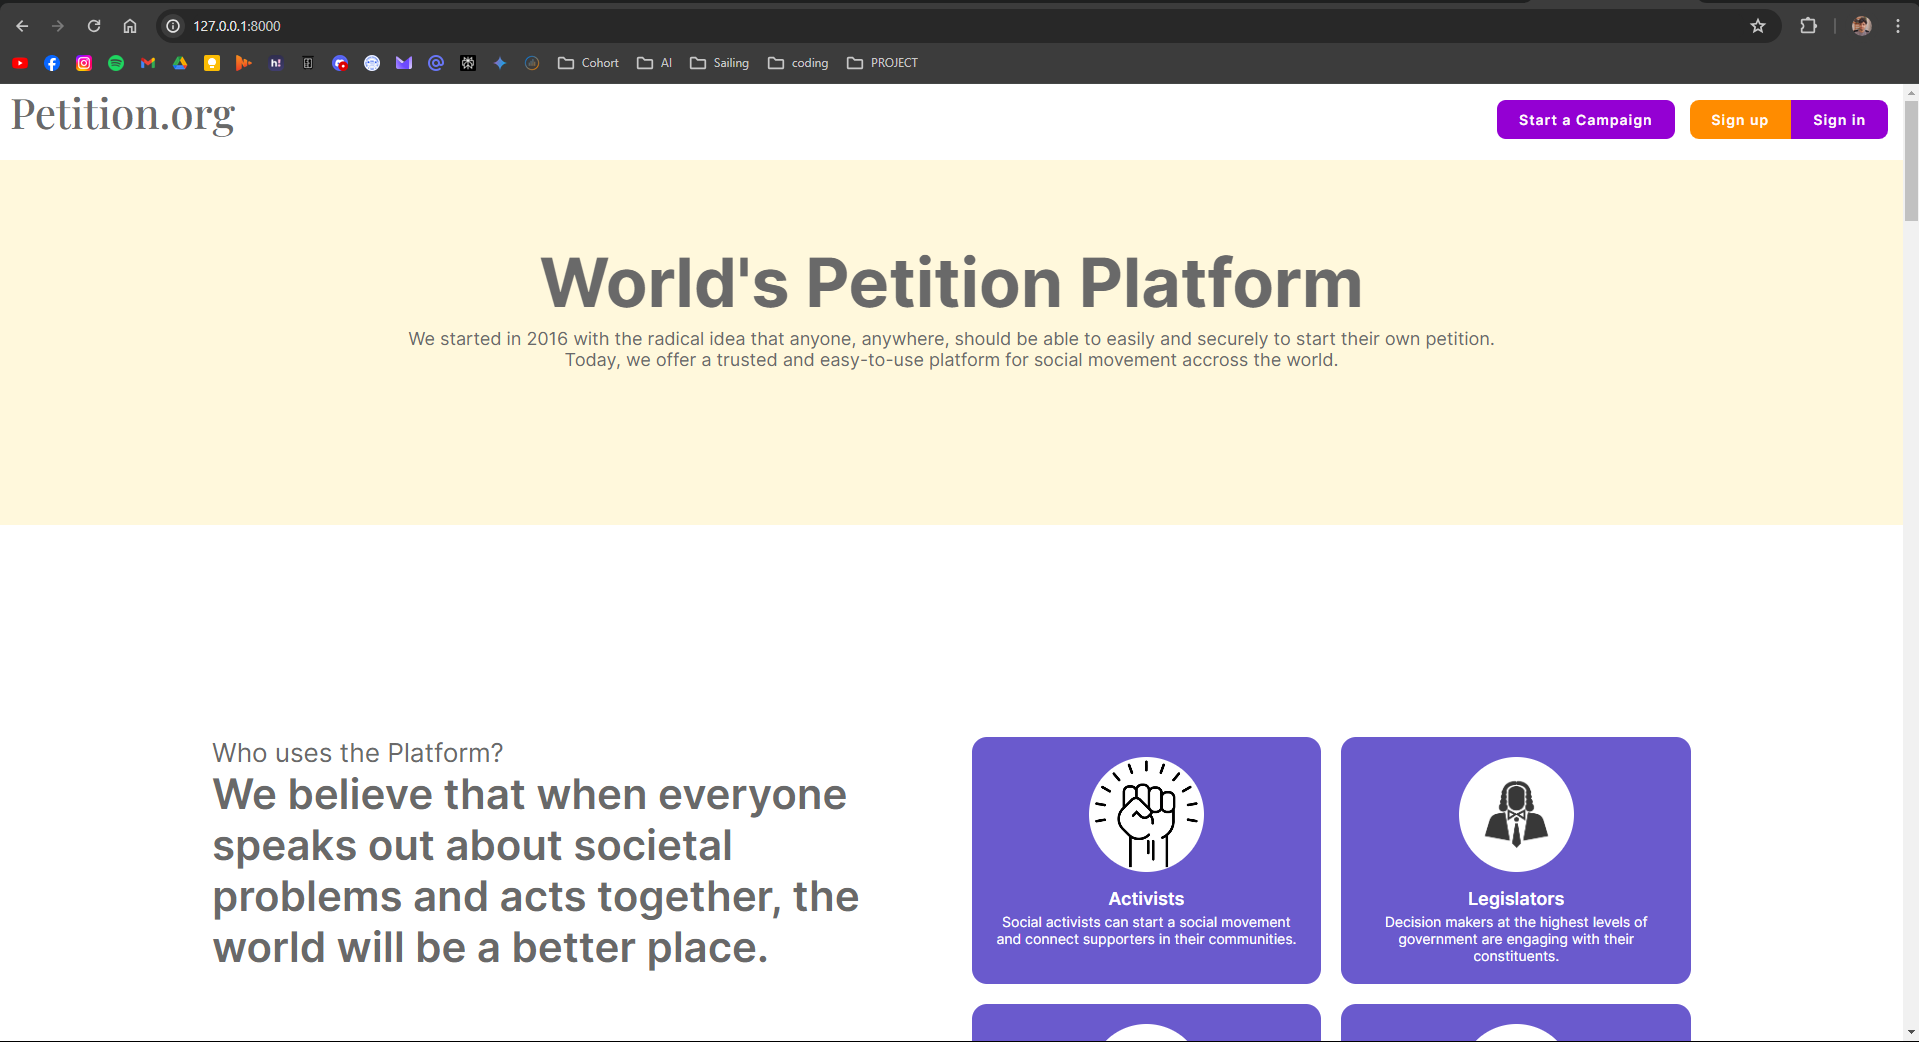 127.0.0.1:8000
h!
Cohort
AI
Sailing
coding
PROJECT
Petition.org
Start a Campaign
Sign up
Sign in
World's Petition Platform
We started in 2016 with the radical idea that anyone, anywhere, should be able to easily and securely to start their own petition.
Today, we offer a trusted and easy-to-use platform for social movement accross the world.
Who uses the Platform?
We believe that when everyone
speaks out about societal
problems and acts together, the
world will be a better place.
Activists
Social activists can start a social movement
and connect supporters in their communities.
Legislators
Decision makers at the highest levels of
government are engaging with their
constituents.